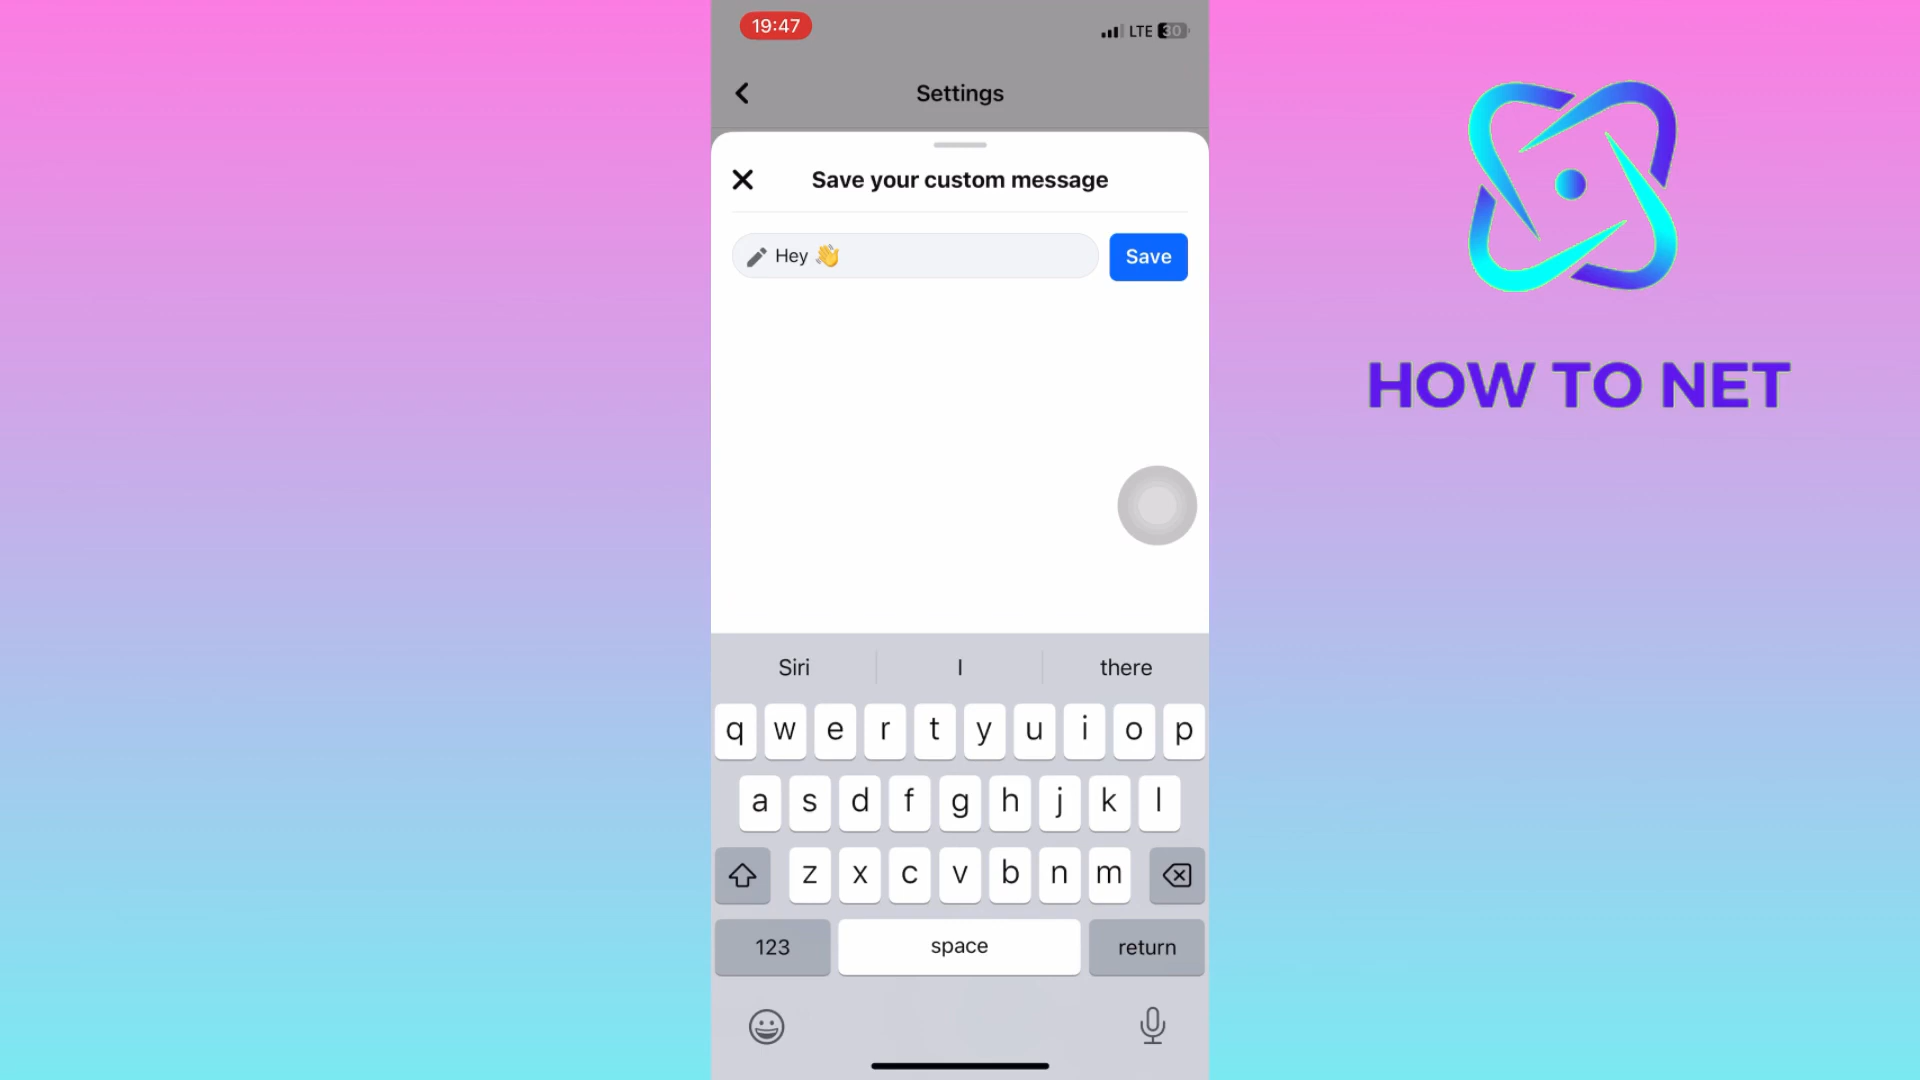 19:47
LTE 30
Settings
Save your custom message
Hey 👋
Save
HOW TO NET
Siri I there
q w e r t y u i o p
a s d f g h j k l
z x c v b n m
123 space return